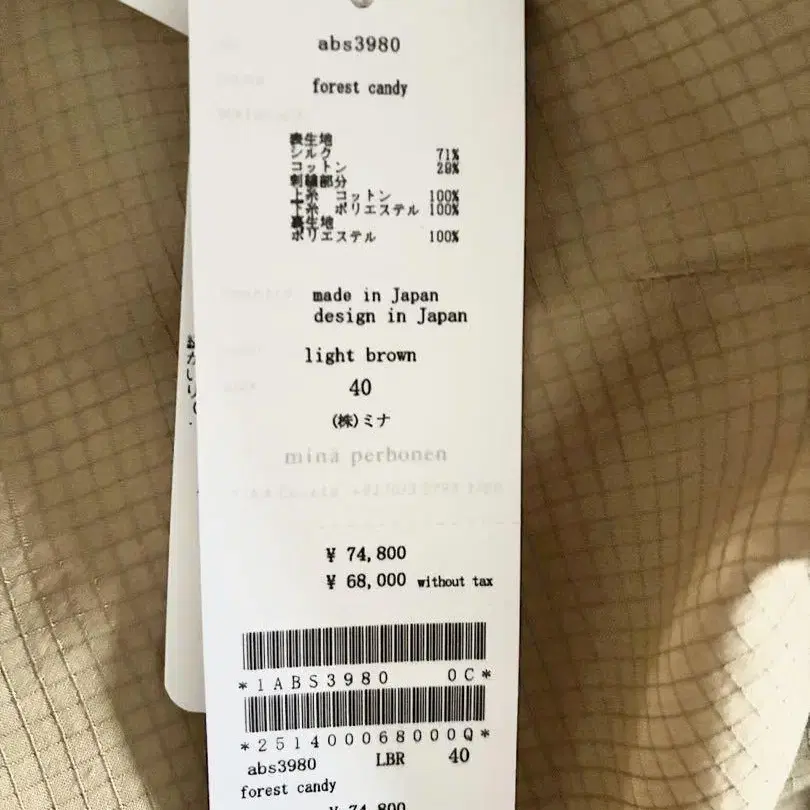 abs3980
forest candy
表生地
シルク 71%
コットン 29%
刺繍部分
上糸 コットン 100%
下糸 ポリエステル 100%
裏生地
ポリエステル 100%
made in Japan
design in Japan
light brown
40
(株)ミナ
minä perhonen
¥ 74,800
¥ 68,000 without tax
*1ABS3980 0C*
*2514000068000Q*
abs3980 LBR 40
forest candy
¥ 74,800